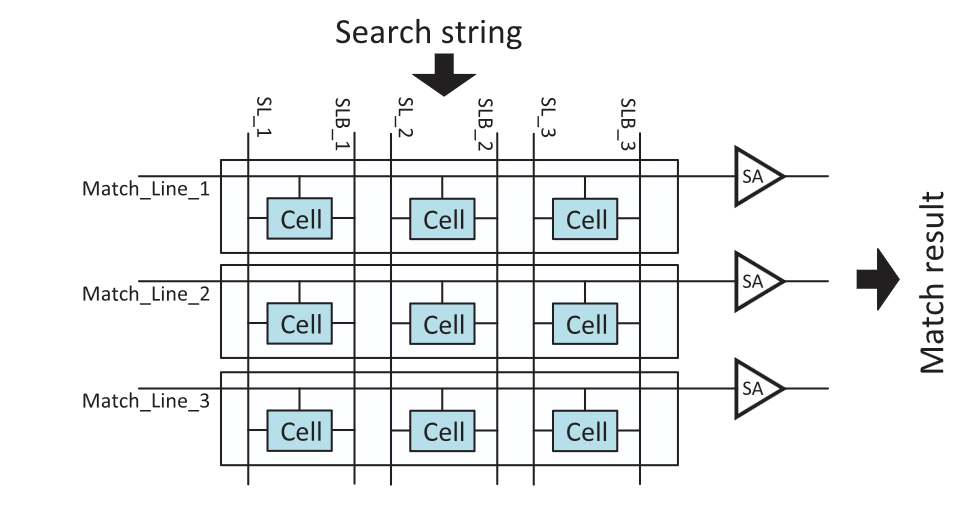 Search string
SL_1
SLB_1
SL_2
SLB_2
SL_3
SLB_3
Match_Line_1
SA
Cell Cell Cell
Match_Line_2
SA
Cell Cell Cell
Match_Line_3
SA
Cell Cell Cell
Match result